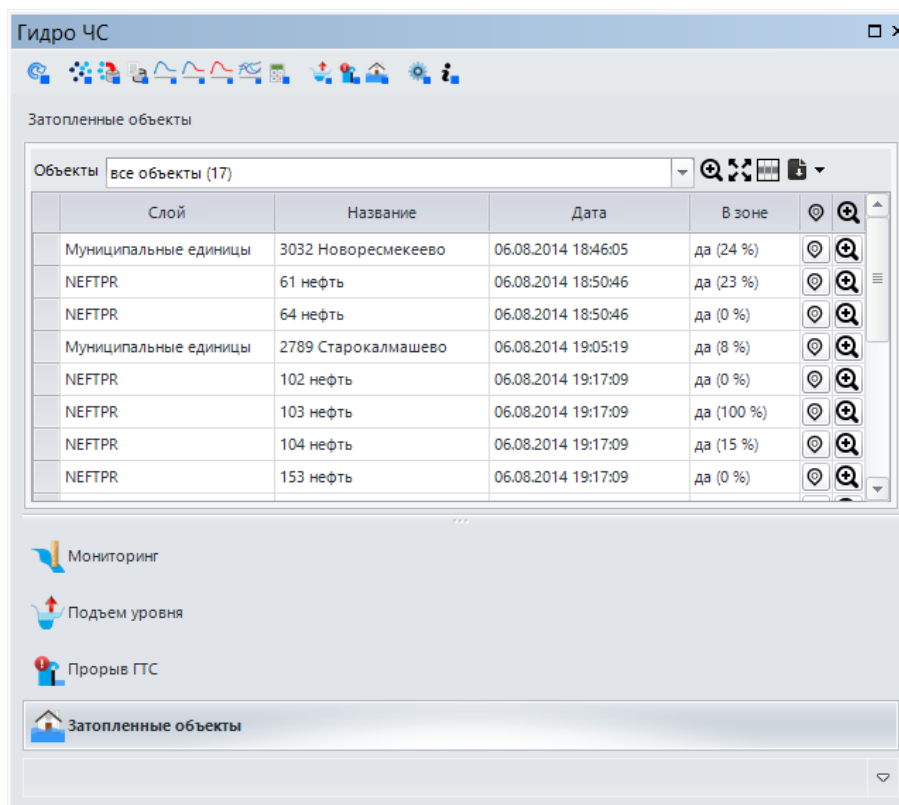 Гидро ЧС
Затопленные объекты
Объекты все объекты (17)
Слой Название Дата В зоне
Муниципальные единицы 3032 Новоресмекеево 06.08.2014 18:46:05 да (24 %)
NEFTPR 61 нефть 06.08.2014 18:50:46 да (23 %)
NEFTPR 64 нефть 06.08.2014 18:50:46 да (0 %)
Муниципальные единицы 2789 Старокалмашево 06.08.2014 19:05:19 да (8 %)
NEFTPR 102 нефть 06.08.2014 19:17:09 да (0 %)
NEFTPR 103 нефть 06.08.2014 19:17:09 да (100 %)
NEFTPR 104 нефть 06.08.2014 19:17:09 да (15 %)
NEFTPR 153 нефть 06.08.2014 19:17:09 да (0 %)
Мониторинг
Подъем уровня
Прорыв ГТС
Затопленные объекты